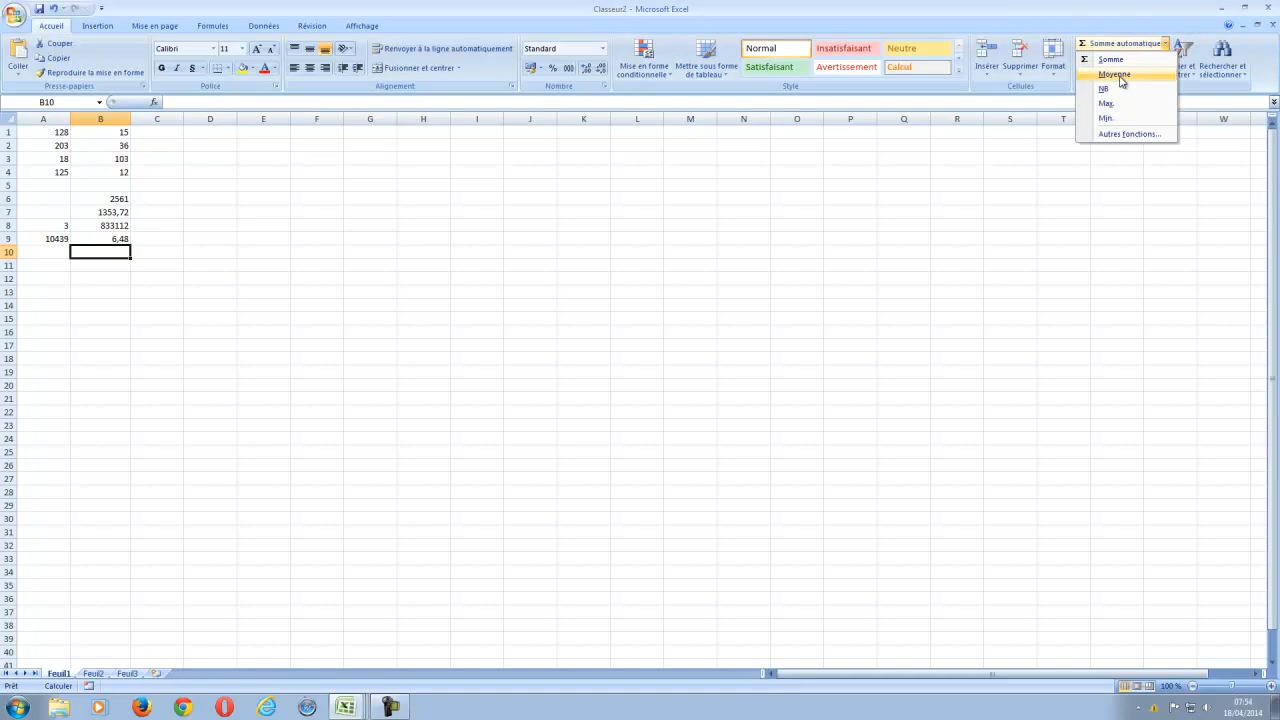 Classeur2 - Microsoft Excel
Accueil Insertion Mise en page Formules Données Révision Affichage
Coller
Couper
Copier
Reproduire la mise en forme
Presse-papiers
Calibri 11
G I S
Police
Renvoyer à la ligne automatiquement
Fusionner et centrer
Alignement
Standard
% 000
Nombre
Mise en forme conditionnelle
Mettre sous forme de tableau
Normal Insatisfaisant Neutre
Satisfaisant Avertissement Calcul
Style
Insérer Supprimer Format
Cellules
Σ Somme automatique
Σ Somme
Moyenne
NB
Max.
Min.
Autres fonctions...
Rechercher et sélectionner
B10 fx
A B C D E F G H I J K L M N O P Q R S T W
1 128 15
2 203 36
3 18 103
4 125 12
5
6 2561
7 1353,72
8 3 833112
9 10439 6,48
10
11
12
13
14
15
16
17
18
19
20
21
22
23
24
25
26
27
28
29
30
31
32
33
34
35
36
37
38
39
40
41
Feuil1 Feuil2 Feuil3
Prêt Calculer 100 %
07:54
18/04/2014